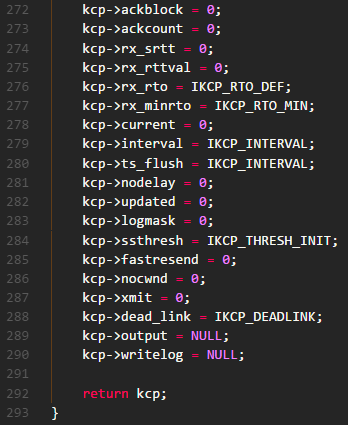 272 kcp->ackblock = 0;
273 kcp->ackcount = 0;
274 kcp->rx_srtt = 0;
275 kcp->rx_rttval = 0;
276 kcp->rx_rto = IKCP_RTO_DEF;
277 kcp->rx_minrto = IKCP_RTO_MIN;
278 kcp->current = 0;
279 kcp->interval = IKCP_INTERVAL;
280 kcp->ts_flush = IKCP_INTERVAL;
281 kcp->nodelay = 0;
282 kcp->updated = 0;
283 kcp->logmask = 0;
284 kcp->ssthresh = IKCP_THRESH_INIT;
285 kcp->fastresend = 0;
286 kcp->nocwnd = 0;
287 kcp->xmit = 0;
288 kcp->dead_link = IKCP_DEADLINK;
289 kcp->output = NULL;
290 kcp->writelog = NULL;
291
292 return kcp;
293 }